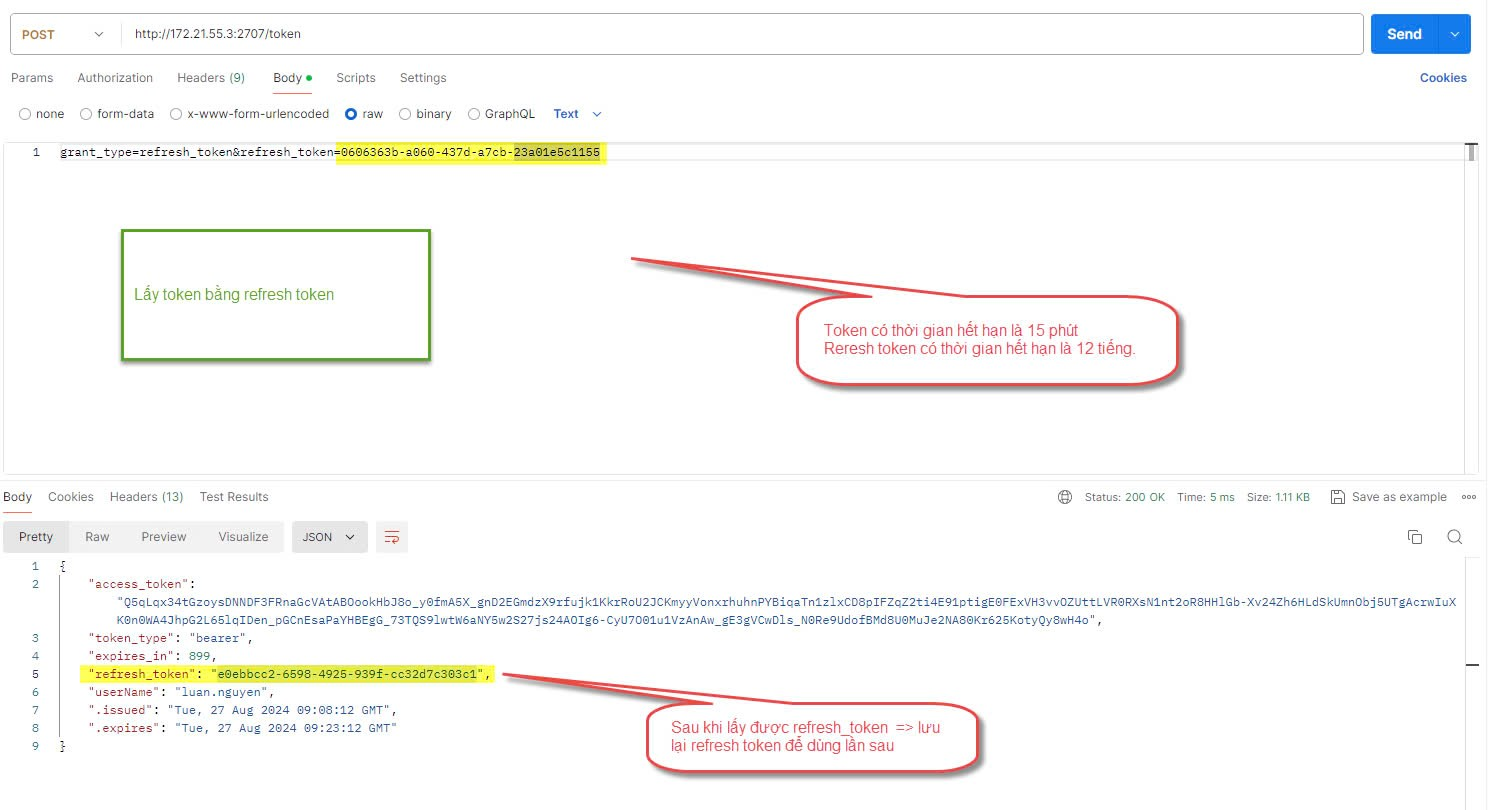 POST http://172.21.55.3:2707/token Send
Params Authorization Headers (9) Body Scripts Settings Cookies
none form-data x-www-form-urlencoded raw binary GraphQL Text
1 grant_type=refresh_token&refresh_token=0606363b-a060-437d-a7cb-23a01e5c1155
Lấy token bằng refresh token
Token có thời gian hết hạn là 15 phút
Reresh token có thời gian hết hạn là 12 tiếng.
Body Cookies Headers (13) Test Results Status: 200 OK Time: 5 ms Size: 1.11 KB Save as example
Pretty Raw Preview Visualize JSON
1 {
2 "access_token":
"Q5qLqx34tGzoysDNNDF3FRnaGcVAtABOookHbJ8o_y0fmA5X_gnD2EGmdzX9rfujk1KkrRoU2JCKmyyVonxrhuhnPYBiqaTn1zlxCD8pIFZqZ2ti4E91ptigE0FExVH3vvOZUttLVR0RXsN1nt2oR8HHlGb-Xv24Zh6HLdSkUmnObj5UTgAcrwIuX
K0n0WA4JhpG2L65lqIDen_pGCnEsaPaYHBEgG_73TQS9lwtW6aNY5w2S27js24AOIg6-CyU7O01u1VzAnAw_gE3gVCwDls_N0Re9UdofBMd8U0MuJe2NA80Kr625KotyQy8wH4o",
3 "token_type": "bearer",
4 "expires_in": 899,
5 "refresh_token": "e0ebbcc2-6598-4925-939f-cc32d7c303c1",
6 "userName": "luan.nguyen",
7 ".issued": "Tue, 27 Aug 2024 09:08:12 GMT",
8 ".expires": "Tue, 27 Aug 2024 09:23:12 GMT"
9 }
Sau khi lấy được refresh_token => lưu
lại refresh token để dùng lần sau